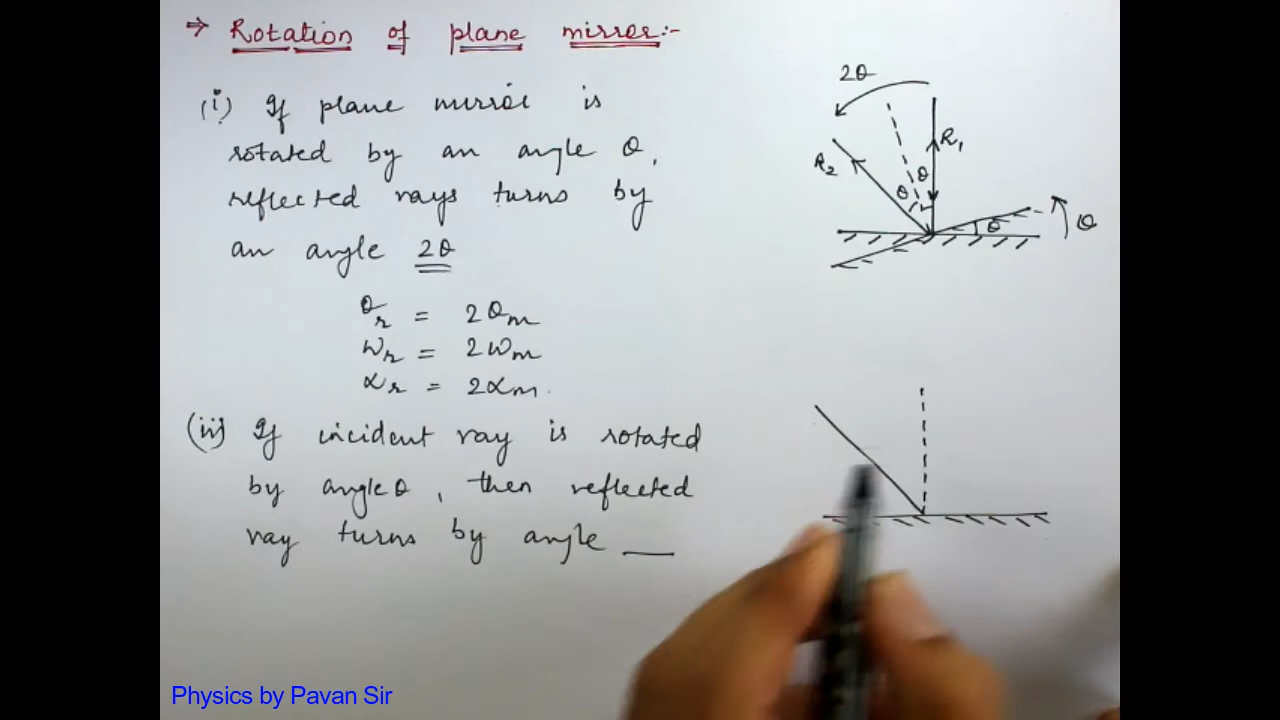 ⇒ Rotation of plane mirror:-
(i) If plane mirror is
rotated by an angle θ,
reflected rays turns by
an angle 2θ
θr = 2θm
ωr = 2ωm
αr = 2αm.
(ii) If incident ray is rotated
by angle θ, then reflected
ray turns by angle __
2θ
R1
R2
θ
θ
θ
θ
Physics by Pavan Sir